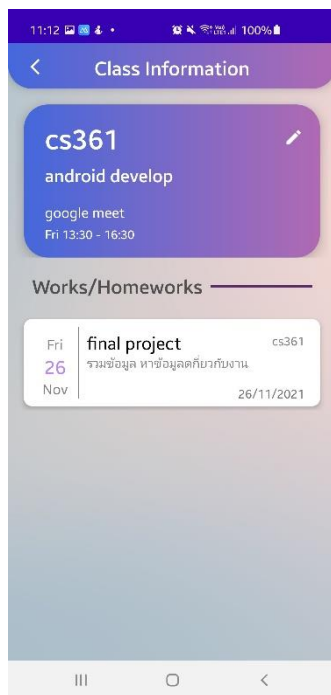 11:12 100%
Class Information
cs361
android develop
google meet
Fri 13:30 - 16:30
Works/Homeworks
Fri
26
Nov
final project
cs361
รวมข้อมูล หาข้อมูลดกี่ยวกับงาน
26/11/2021